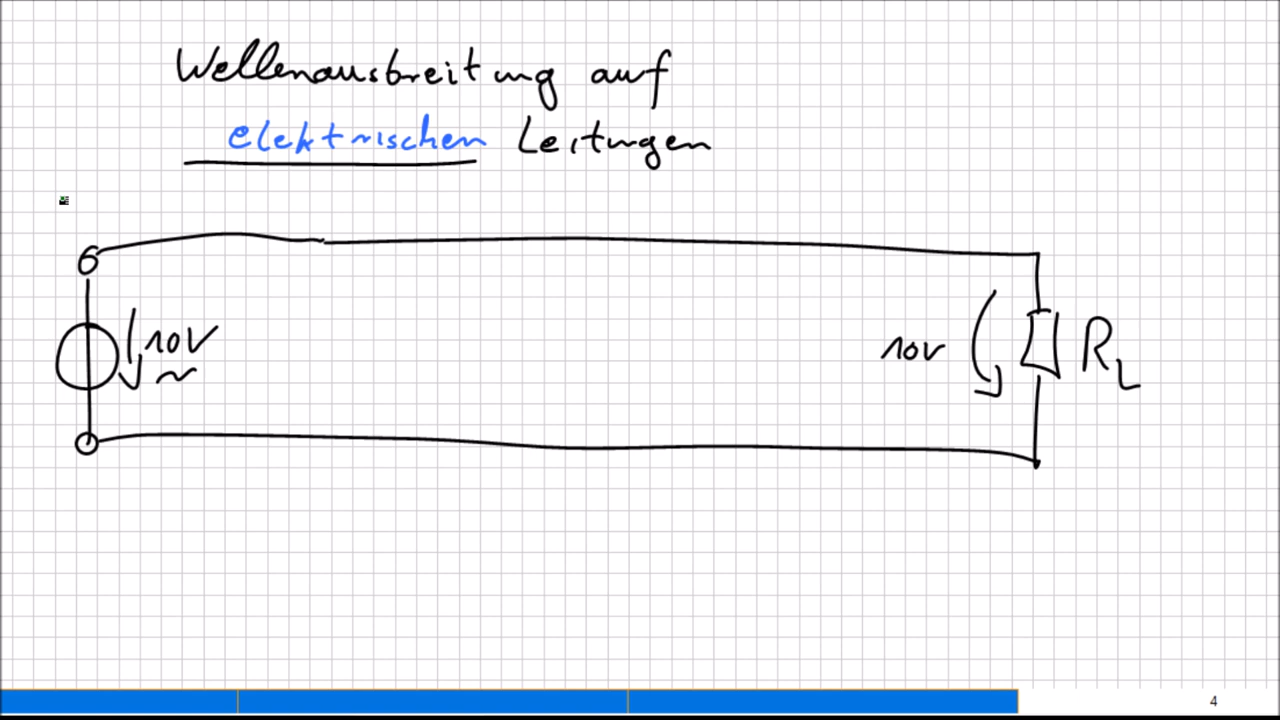 Wellenausbreitung auf
elektrischen Leitungen
10V
~
10V
R_L
4